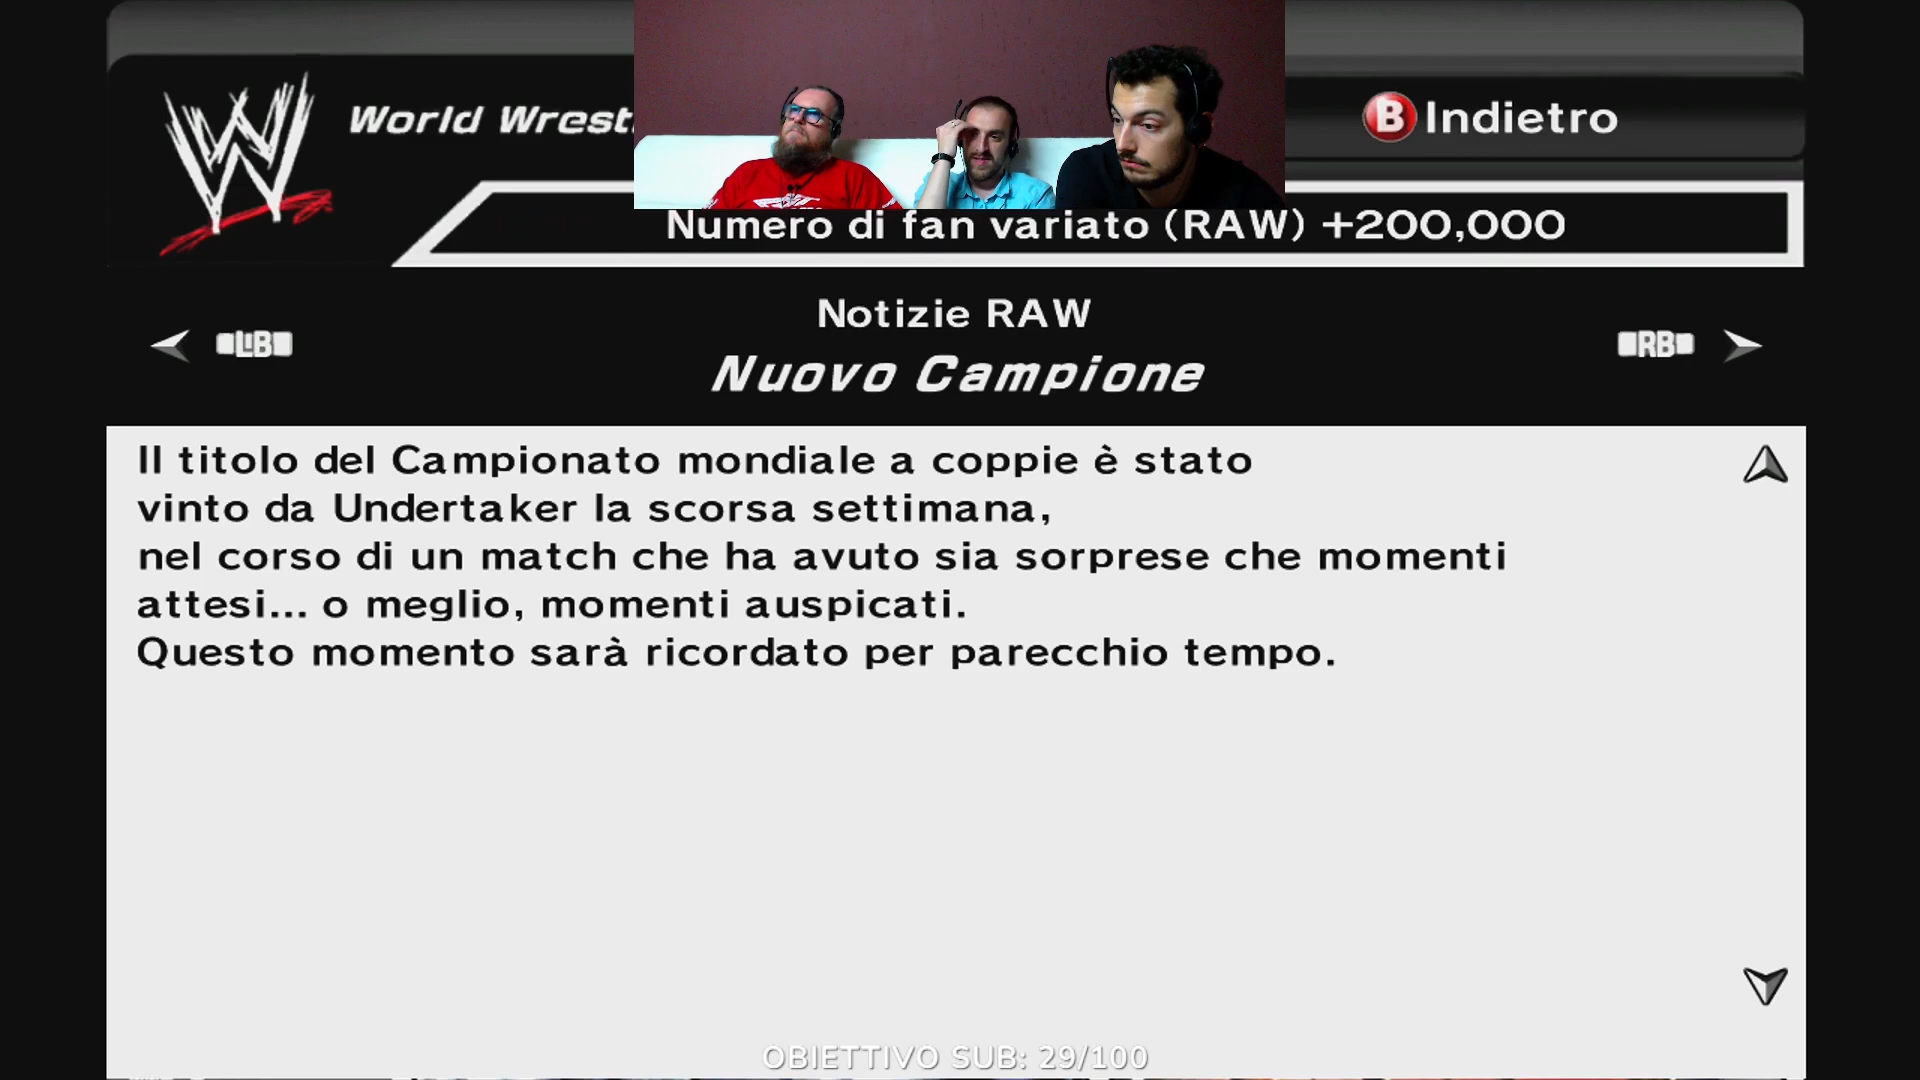 World Wrest
B Indietro
Numero di fan variato (RAW) +200,000
Notizie RAW
LB
RB
Nuovo Campione
Il titolo del Campionato mondiale a coppie è stato
vinto da Undertaker la scorsa settimana,
nel corso di un match che ha avuto sia sorprese che momenti
attesi... o meglio, momenti auspicati.
Questo momento sarà ricordato per parecchio tempo.
OBIETTIVO SUB: 29/100